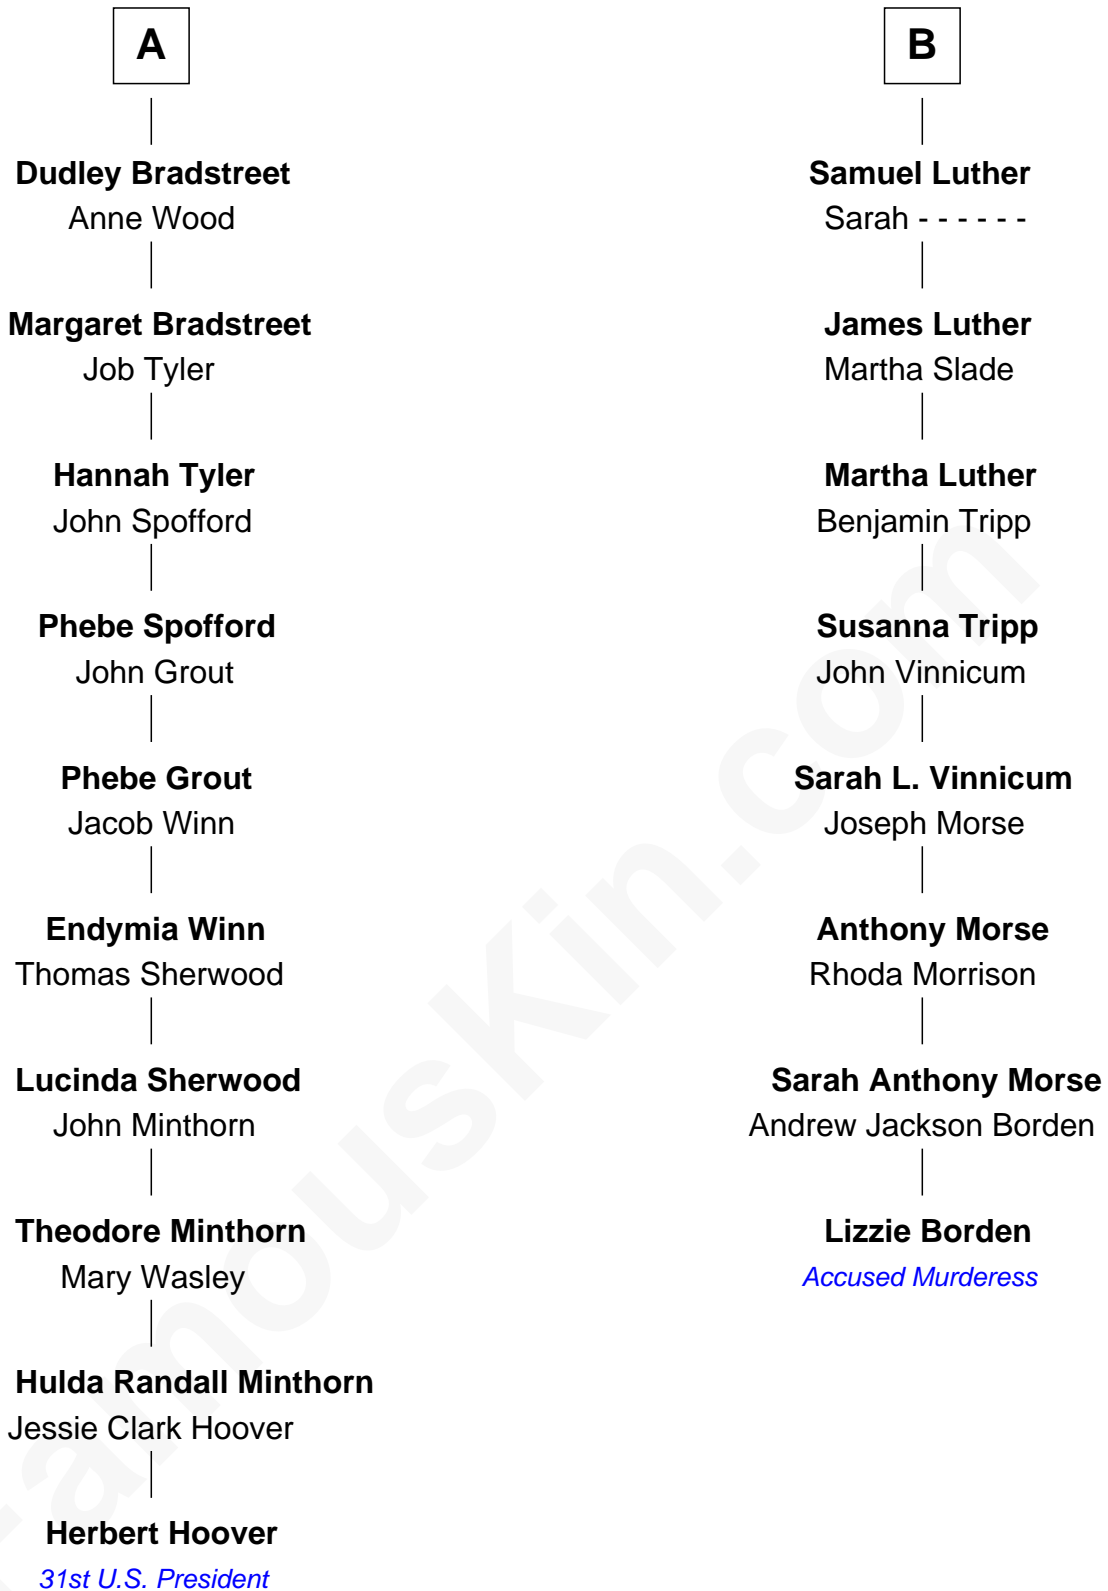 A
Dudley Bradstreet
Anne Wood
Margaret Bradstreet
Job Tyler
Hannah Tyler
John Spofford
Phebe Spofford
John Grout
Phebe Grout
Jacob Winn
Endymia Winn
Thomas Sherwood
Lucinda Sherwood
John Minthorn
Theodore Minthorn
Mary Wasley
Hulda Randall Minthorn
Jessie Clark Hoover
Herbert Hoover
31st U.S. President
B
Samuel Luther
Sarah - - - - - -
James Luther
Martha Slade
Martha Luther
Benjamin Tripp
Susanna Tripp
John Vinnicum
Sarah L. Vinnicum
Joseph Morse
Anthony Morse
Rhoda Morrison
Sarah Anthony Morse
Andrew Jackson Borden
Lizzie Borden
Accused Murderess
FamousKin.com